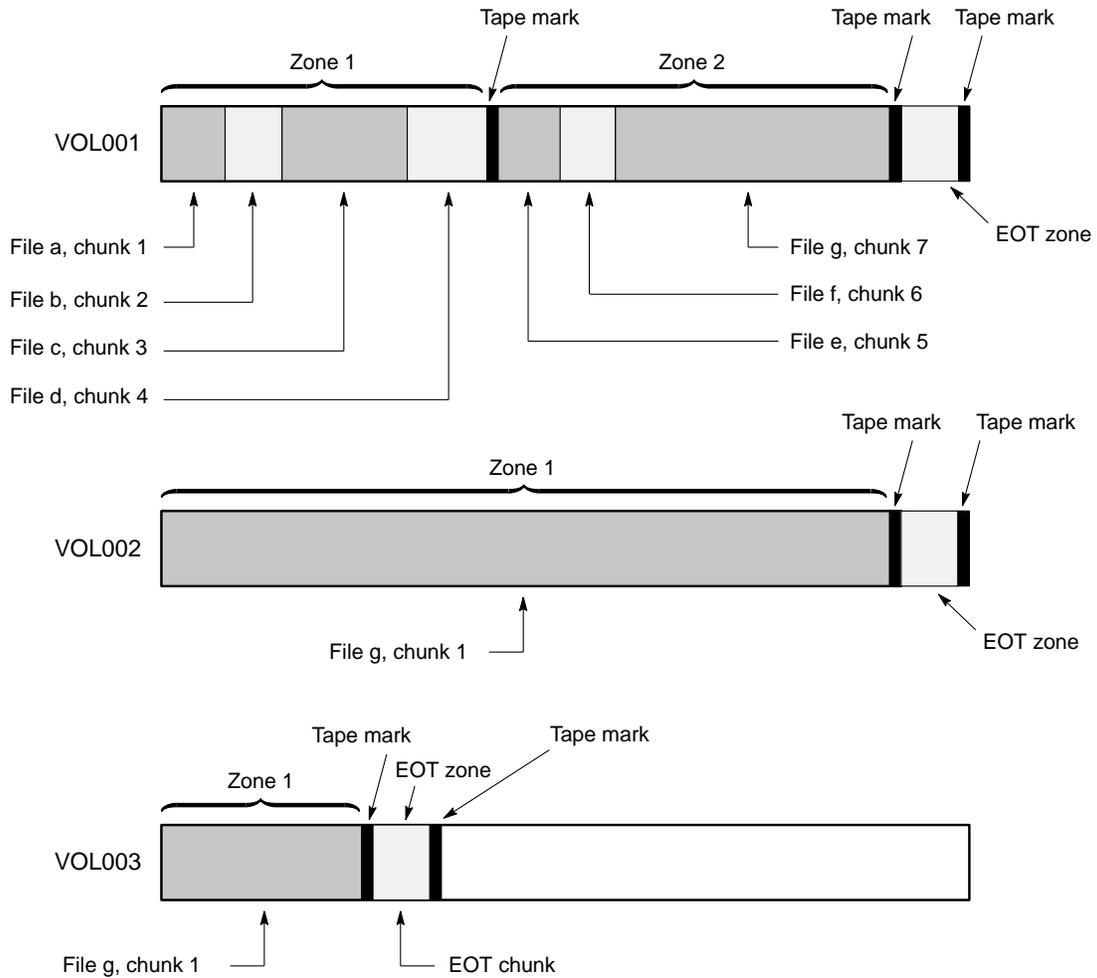 Tape mark
Tape mark
Tape mark
Zone 1
Zone 2
VOL001
EOT zone
File a, chunk 1
File g, chunk 7
File b, chunk 2
File f, chunk 6
File c, chunk 3
File e, chunk 5
File d, chunk 4
Tape mark
Tape mark
Zone 1
VOL002
EOT zone
File g, chunk 1
Tape mark
Tape mark
EOT zone
Zone 1
VOL003
File g, chunk 1
EOT chunk